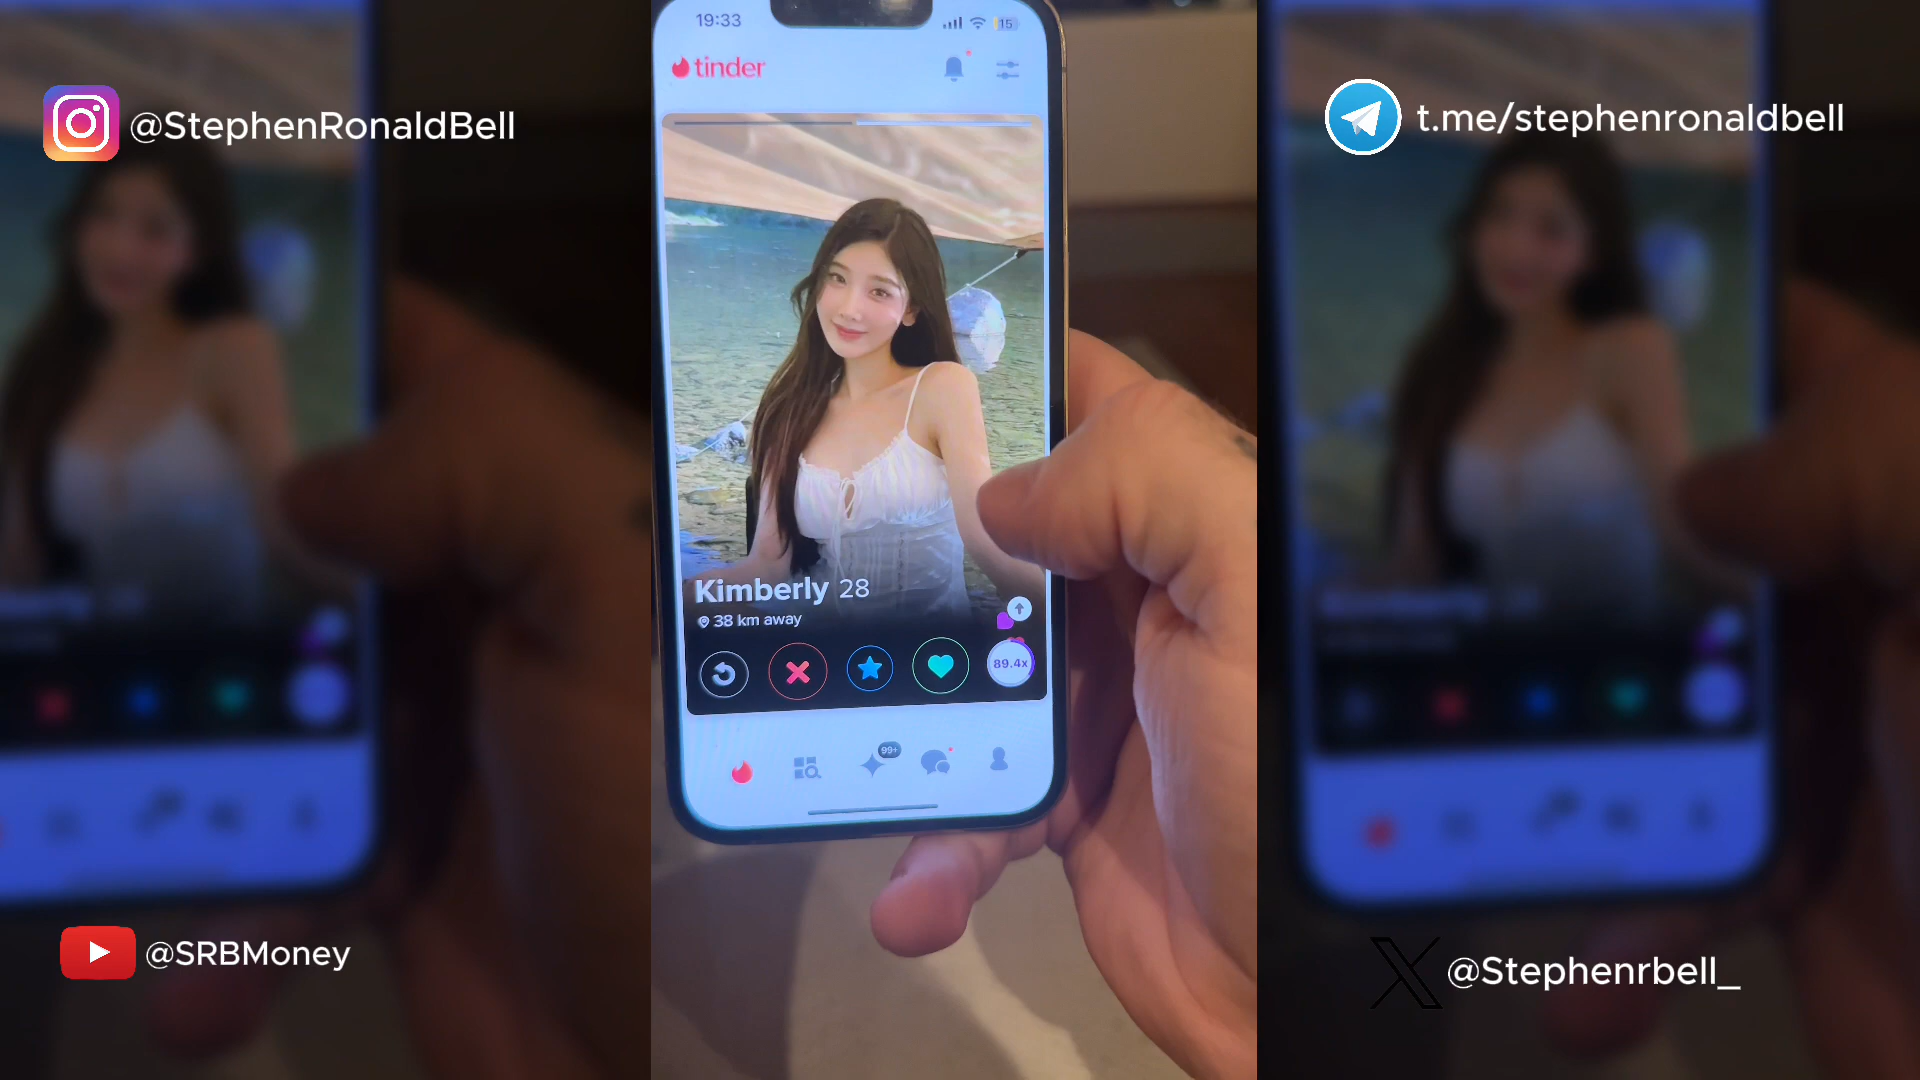 19:33
15
tinder
@StephenRonaldBell
t.me/stephenronaldbell
Kimberly 28
38 km away
89.4x
99+
@SRBMoney
@Stephenrbell_